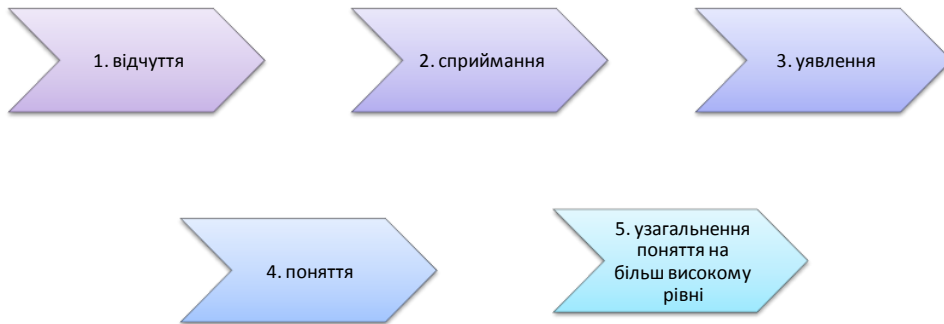 1. відчуття
2. сприймання
3. уявлення
4. поняття
5. узагальнення
поняття на
більш високому
рівні